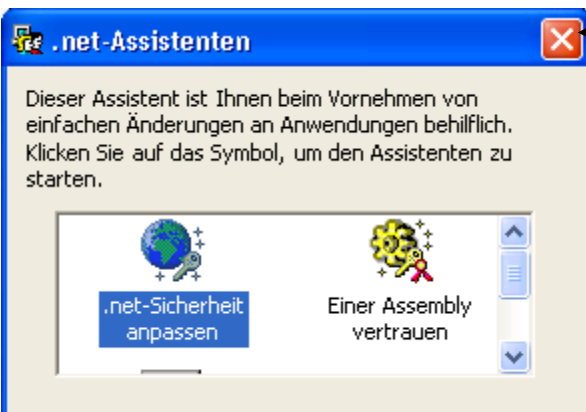 .net-Assistenten
Dieser Assistent ist Ihnen beim Vornehmen von
einfachen Änderungen an Anwendungen behilflich.
Klicken Sie auf das Symbol, um den Assistenten zu
starten.
.net-Sicherheit
anpassen
Einer Assembly
vertrauen